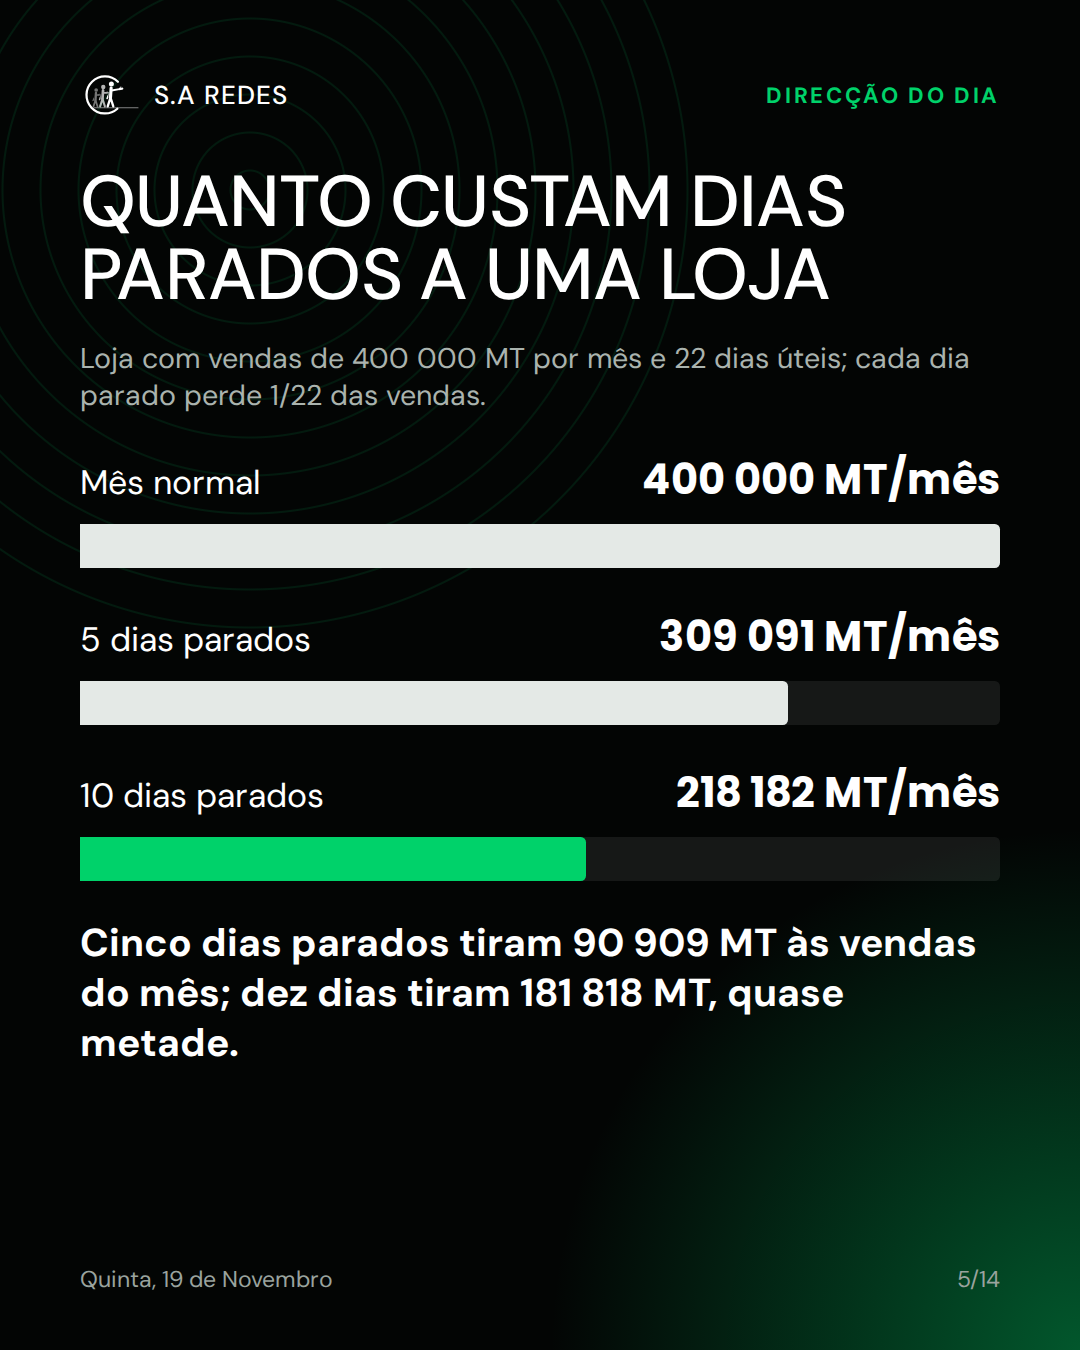 S.A REDES
DIRECÇÃO DO DIA
QUANTO CUSTAM DIAS
PARADOS A UMA LOJA
Loja com vendas de 400 000 MT por mês e 22 dias úteis; cada dia
parado perde 1/22 das vendas.
Mês normal
400 000 MT/mês
5 dias parados
309 091 MT/mês
10 dias parados
218 182 MT/mês
Cinco dias parados tiram 90 909 MT às vendas
do mês; dez dias tiram 181 818 MT, quase
metade.
Quinta, 19 de Novembro
5/14